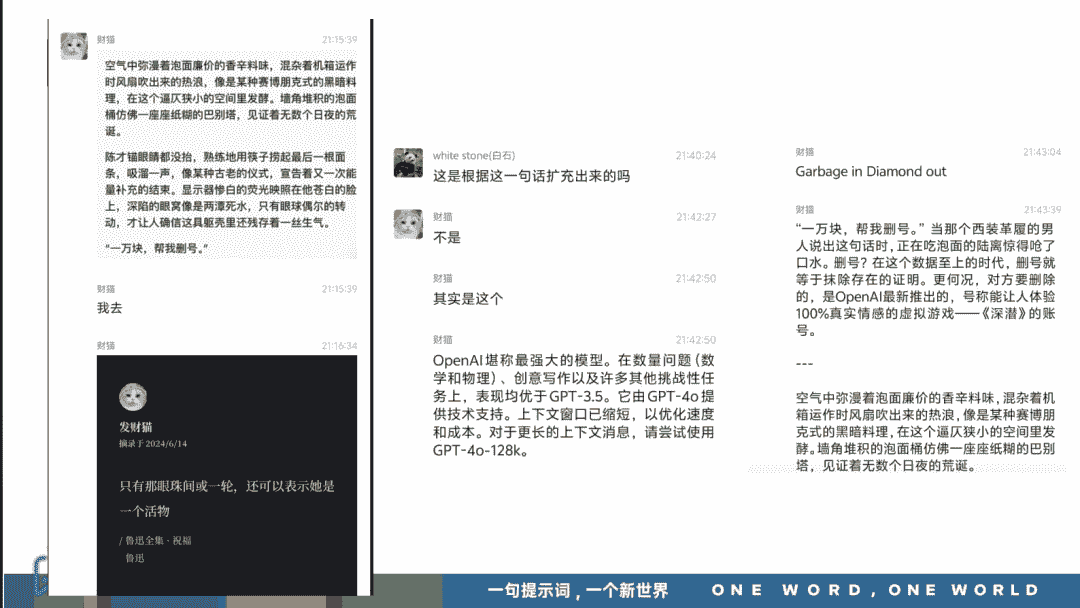 财猫 21:15:39
空气中弥漫着泡面廉价的香辛料味，混杂着机箱运作
时风扇吹出来的热浪，像是某种赛博朋克式的黑暗料
理，在这个逼仄狭小的空间里发酵。墙角堆积的泡面
桶仿佛一座座纸糊的巴别塔，见证着无数个日夜的荒
诞。
陈才锚眼睛都没抬，熟练地用筷子捞起最后一根面
条，吸溜一声，像某种古老的仪式，宣告着又一次能
量补充的结束。显示器惨白的荧光映照在他苍白的脸
上，深陷的眼窝像是两潭死水，只有眼球偶尔的转
动，才让人确信这具躯壳里还残存着一丝生气。
“一万块，帮我删号。”
财猫 21:15:39
我去
财猫 21:16:34
发财猫
摘录于2024/6/14
只有那眼珠间或一轮，还可以表示她是
一个活物
/ 鲁迅全集·祝福
鲁迅
white stone(白石) 21:40:24
这是根据这一句话扩充出来的吗
财猫 21:42:27
不是
财猫 21:42:50
其实是这个
财猫 21:42:50
OpenAI堪称最强大的模型。在数量问题（数
学和物理）、创意写作以及许多其他挑战性任
务上，表现均优于GPT-3.5。它由GPT-4o提
供技术支持。上下文窗口已缩短，以优化速度
和成本。对于更长的上下文消息，请尝试使用
GPT-4o-128k。
财猫 21:43:04
Garbage in Diamond out
财猫 21:43:39
“一万块，帮我删号。”当那个西装革履的男
人说出这句话时，正在吃泡面的陆离惊得呛了
口水。删号？在这个数据至上的时代，删号就
等于抹除存在的证明。更何况，对方要删除
的，是OpenAI最新推出的，号称能让人体验
100%真实情感的虚拟游戏——《深潜》的账
号。
---
空气中弥漫着泡面廉价的香辛料味，混杂着机
箱运作时风扇吹出来的热浪，像是某种赛博朋
克式的黑暗料理，在这个逼仄狭小的空间里发
酵。墙角堆积的泡面桶仿佛一座座纸糊的巴别
塔，见证着无数个日夜的荒诞。
一句提示词，一个新世界 ONE WORD, ONE WORLD